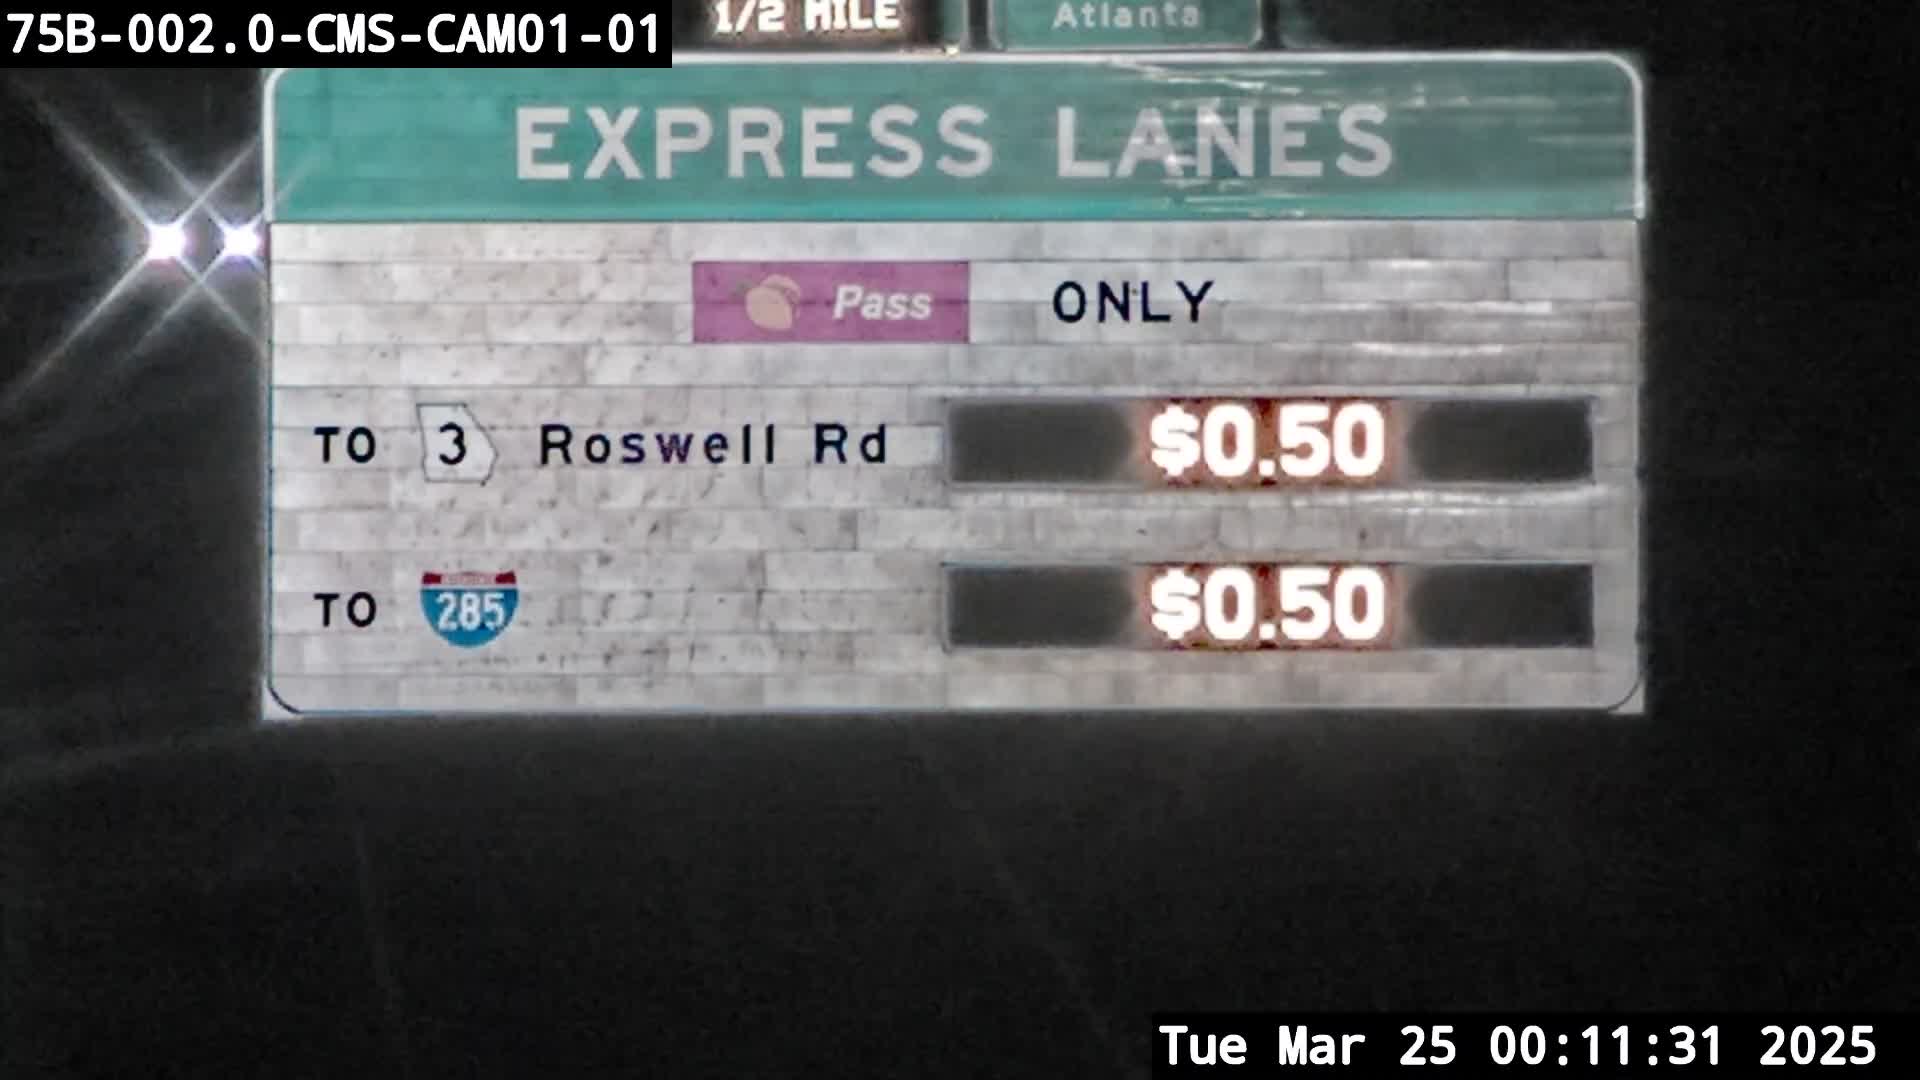 75B-002.0-CMS-CAM01-01
1/2 MILE
Atlanta
EXPRESS LANES
Pass ONLY
TO 3 Roswell Rd $0.50
TO 285 $0.50
Tue Mar 25 00:11:31 2025